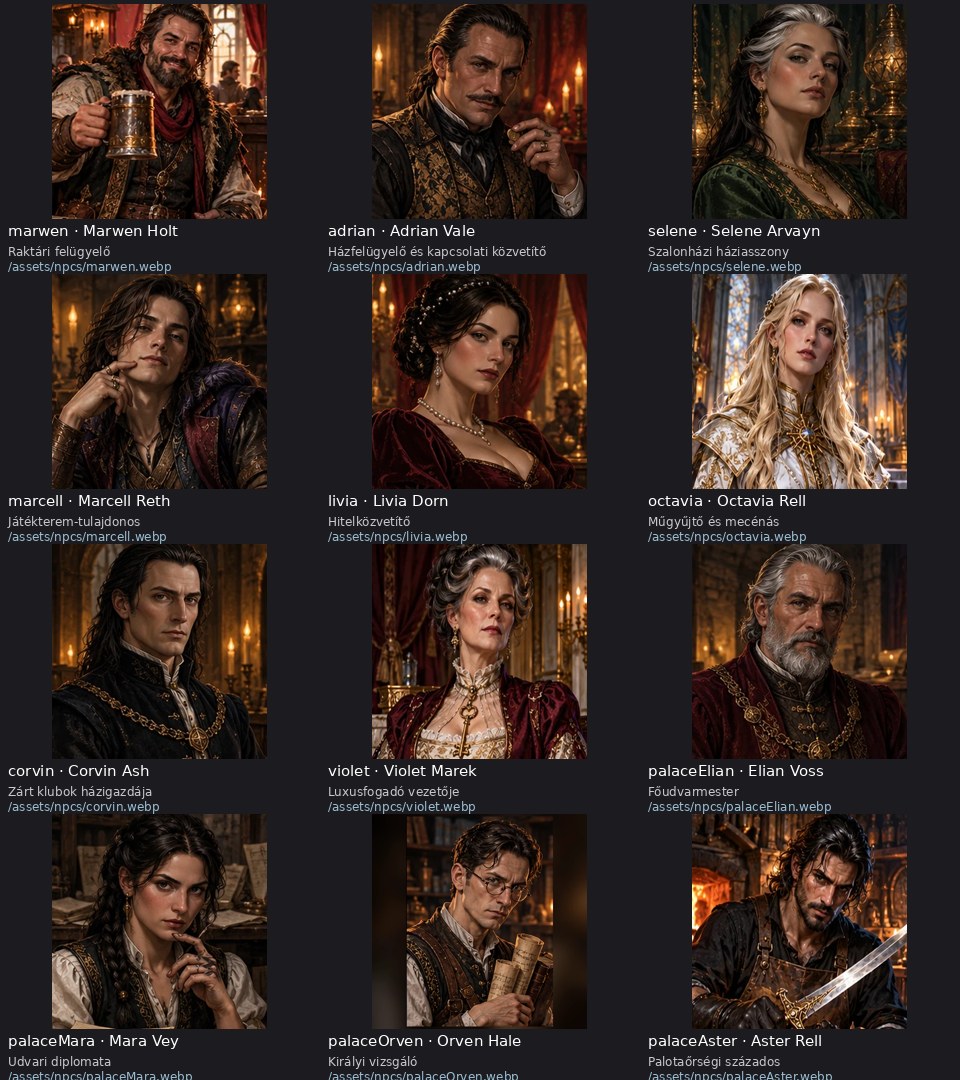 marwen · Marwen Holt
Raktári felügyelő
/assets/npcs/marwen.webp
adrian · Adrian Vale
Házfelügyelő és kapcsolati közvetítő
/assets/npcs/adrian.webp
selene · Selene Arvayn
Szalonházi háziasszony
/assets/npcs/selene.webp
marcell · Marcell Reth
Játékterem-tulajdonos
/assets/npcs/marcell.webp
livia · Livia Dorn
Hitelközvetítő
/assets/npcs/livia.webp
octavia · Octavia Rell
Műgyűjtő és mecénás
/assets/npcs/octavia.webp
corvin · Corvin Ash
Zárt klubok házigazdája
/assets/npcs/corvin.webp
violet · Violet Marek
Luxusfogadó vezetője
/assets/npcs/violet.webp
palaceElian · Elian Voss
Főudvarmester
/assets/npcs/palaceElian.webp
palaceMara · Mara Vey
Udvari diplomata
/assets/npcs/palaceMara.webp
palaceOrven · Orven Hale
Királyi vizsgáló
/assets/npcs/palaceOrven.webp
palaceAster · Aster Rell
Palotaőrségi százados
/assets/npcs/palaceAster.webp